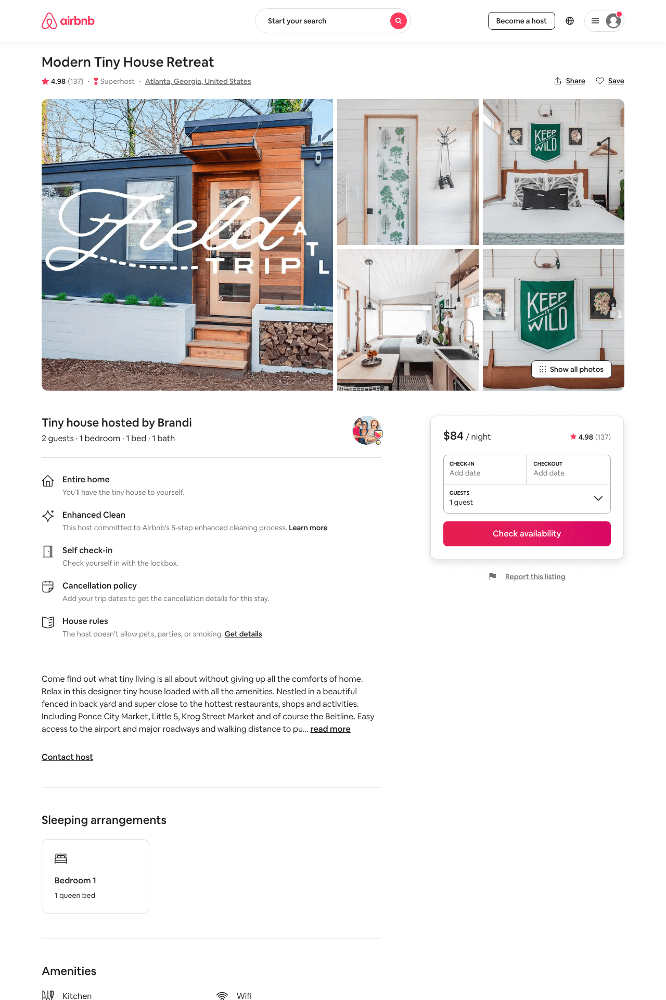 airbnb
Start your search
Become a host
Modern Tiny House Retreat
4.98 (137) · Superhost · Atlanta, Georgia, United States
Share
Save
Field
TRIP
A
T
L
KEEP
IT
WILD
KEEP
IT
WILD
Show all photos
Tiny house hosted by Brandi
2 guests · 1 bedroom · 1 bed · 1 bath
Entire home
You’ll have the tiny house to yourself.
Enhanced Clean
This host committed to Airbnb's 5-step enhanced cleaning process. Learn more
Self check-in
Check yourself in with the lockbox.
Cancellation policy
Add your trip dates to get the cancellation details for this stay.
House rules
The host doesn’t allow pets, parties, or smoking. Get details
$84 / night
4.98 (137)
CHECK-IN
Add date
CHECKOUT
Add date
GUESTS
1 guest
Check availability
Report this listing
Come find out what tiny living is all about without giving up all the comforts of home.
Relax in this designer tiny house loaded with all the amenities. Nestled in a beautiful
fenced in back yard and super close to the hottest restaurants, shops and activities.
Including Ponce City Market, Little 5, Krog Street Market and of course the Beltline. Easy
access to the airport and major roadways and walking distance to pu... read more
Contact host
Sleeping arrangements
Bedroom 1
1 queen bed
Amenities
Kitchen
Wifi